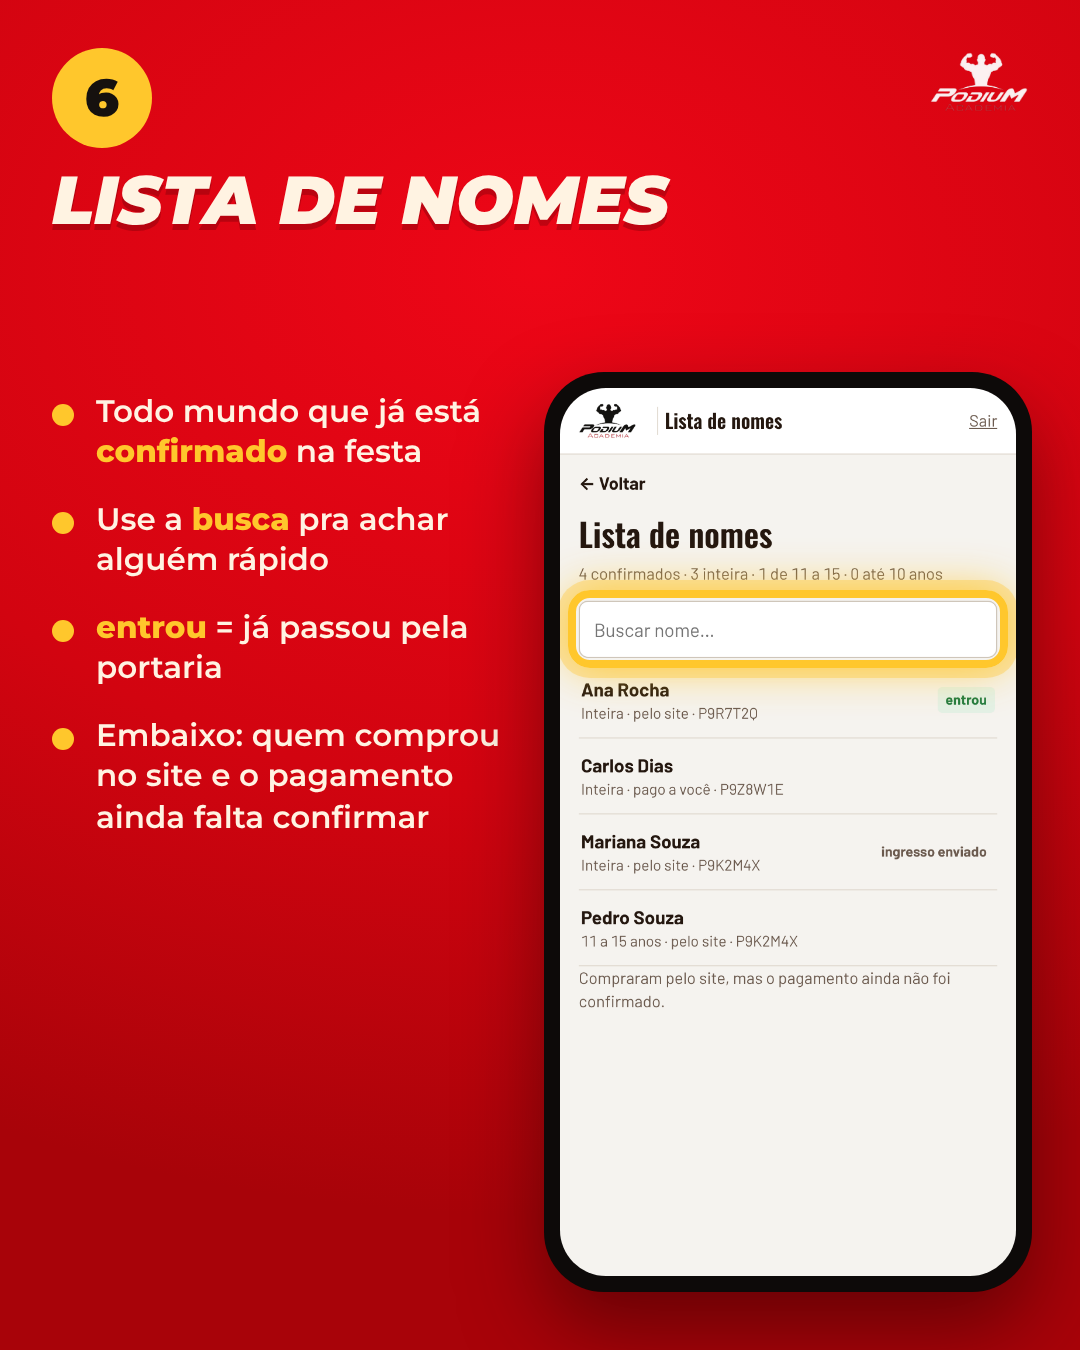 6
PODIUM
ACADEMIA
LISTA DE NOMES
Todo mundo que já está
confirmado na festa
Use a busca pra achar
alguém rápido
entrou = já passou pela
portaria
Embaixo: quem comprou
no site e o pagamento
ainda falta confirmar
PODIUM
ACADEMIA
Lista de nomes
Sair
← Voltar
Lista de nomes
4 confirmados · 3 inteira · 1 de 11 a 15 · 0 até 10 anos
Buscar nome...
Ana Rocha
Inteira · pelo site · P9R7T2Q
entrou
Carlos Dias
Inteira · pago a você · P9Z8W1E
Mariana Souza
Inteira · pelo site · P9K2M4X
ingresso enviado
Pedro Souza
11 a 15 anos · pelo site · P9K2M4X
Compraram pelo site, mas o pagamento ainda não foi
confirmado.